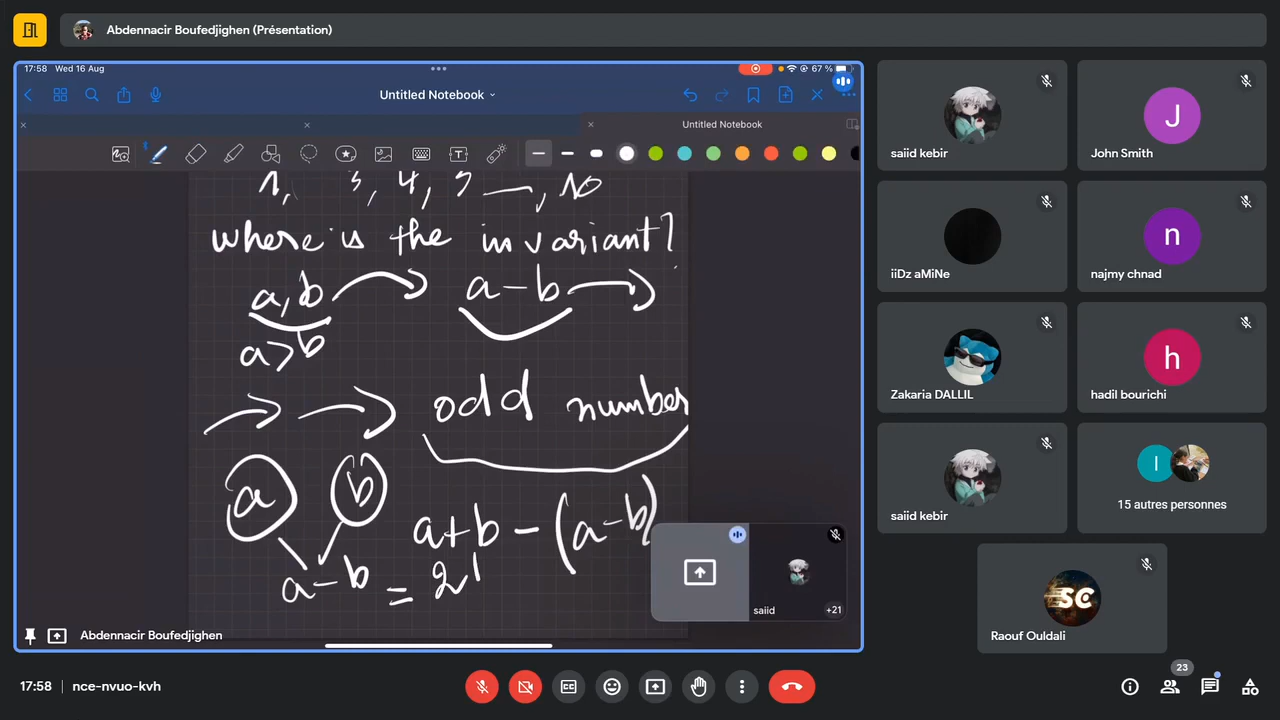 Abdennacir Boufedjighen (Présentation)
17:58 Wed 16 Aug
67 %
Untitled Notebook
Untitled Notebook
1, 3, 4, 5 —, 10
where is the invariant?
a, b a-b
a>b
odd number
a b
a+b - (a-b)
a-b = 2
saiid
+21
Abdennacir Boufedjighen
saiid kebir
John Smith
iiDz aMiNe
najmy chnad
Zakaria DALLIL
hadil bourichi
saiid kebir
I
15 autres personnes
SC
Raouf Ouldali
J
n
h
17:58 nce-nvuo-kvh
23